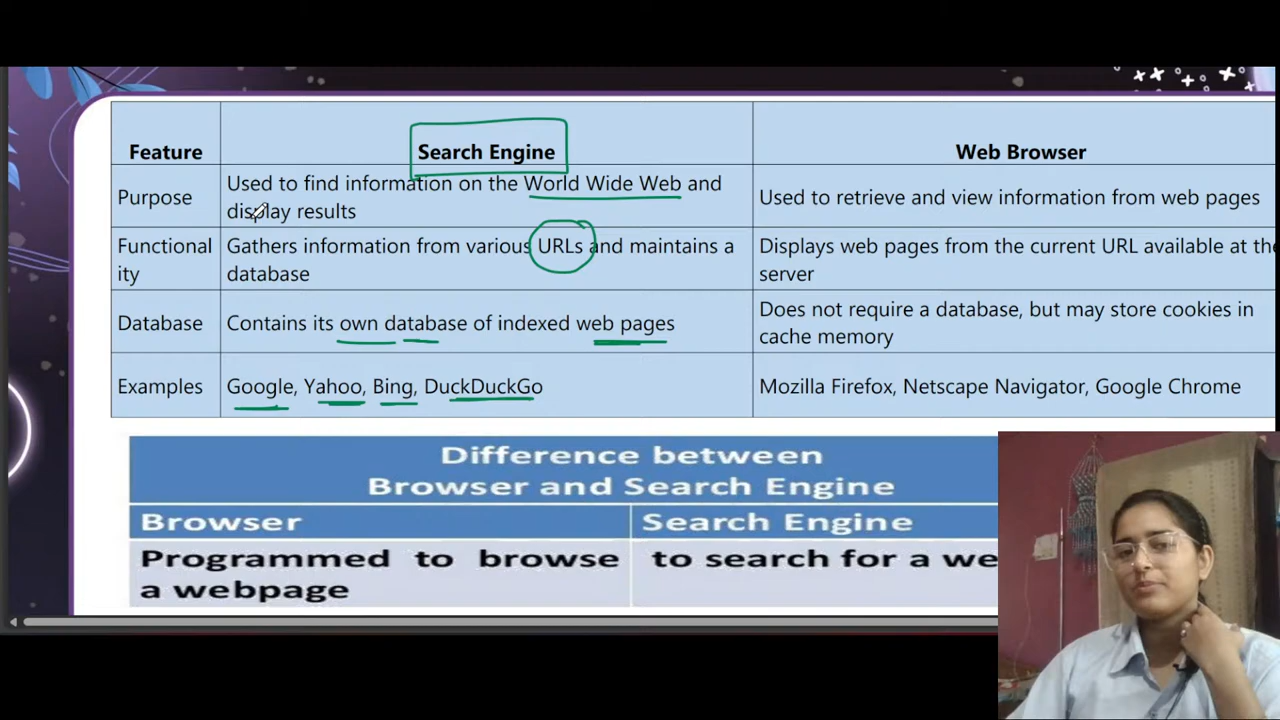 Feature Search Engine Web Browser
Purpose Used to find information on the World Wide Web and display results Used to retrieve and view information from web pages
Functional
ity Gathers information from various URLs and maintains a database Displays web pages from the current URL available at the server
Database Contains its own database of indexed web pages Does not require a database, but may store cookies in cache memory
Examples Google, Yahoo, Bing, DuckDuckGo Mozilla Firefox, Netscape Navigator, Google Chrome
Difference between
Browser and Search Engine
Browser Search Engine
Programmed to browse to search for a we
a webpage